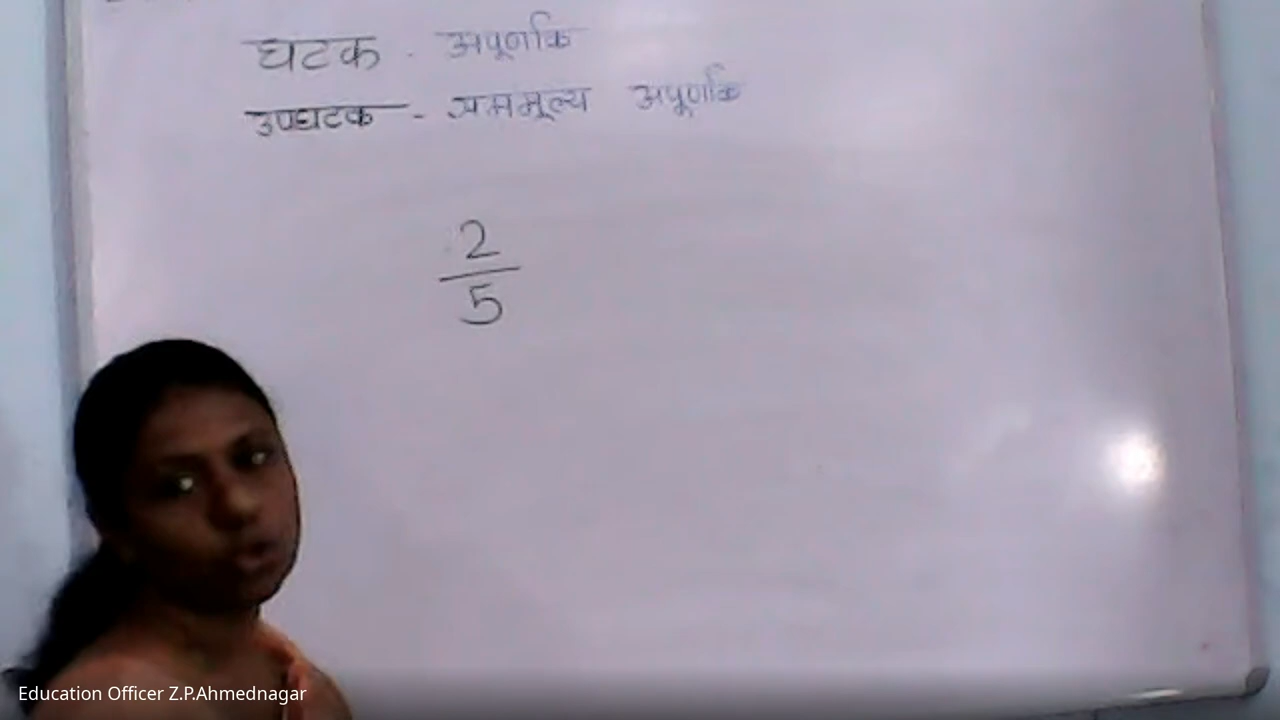 घटक - अपूर्णांक
उपघटक - सममूल्य अपूर्णांक
2
5
Education Officer Z.P.Ahmednagar